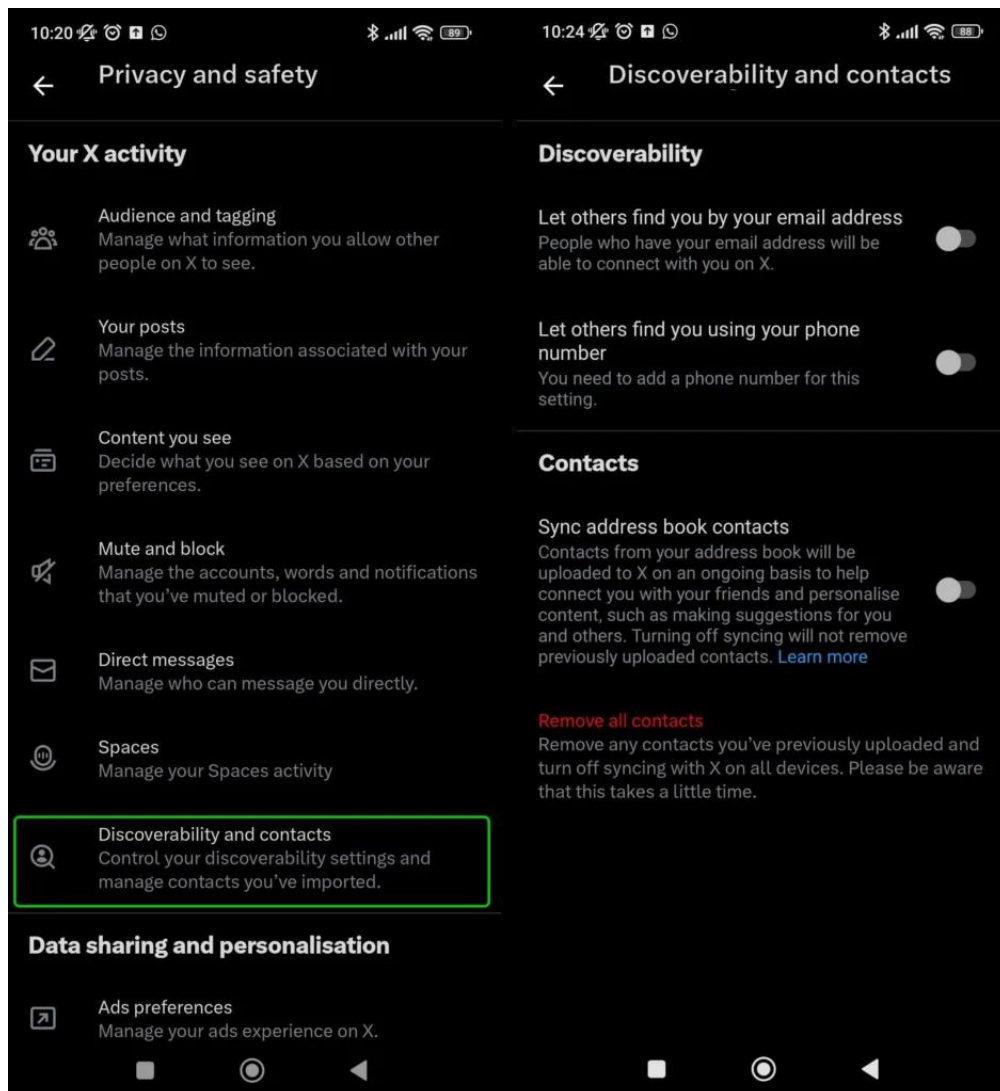 10:20
89
Privacy and safety
Your X activity
Audience and tagging
Manage what information you allow other
people on X to see.
Your posts
Manage the information associated with your
posts.
Content you see
Decide what you see on X based on your
preferences.
Mute and block
Manage the accounts, words and notifications
that you’ve muted or blocked.
Direct messages
Manage who can message you directly.
Spaces
Manage your Spaces activity
Discoverability and contacts
Control your discoverability settings and
manage contacts you’ve imported.
Data sharing and personalisation
Ads preferences
Manage your ads experience on X.
10:24
88
Discoverability and contacts
Discoverability
Let others find you by your email address
People who have your email address will be
able to connect with you on X.
Let others find you using your phone
number
You need to add a phone number for this
setting.
Contacts
Sync address book contacts
Contacts from your address book will be
uploaded to X on an ongoing basis to help
connect you with your friends and personalise
content, such as making suggestions for you
and others. Turning off syncing will not remove
previously uploaded contacts. Learn more
Remove all contacts
Remove any contacts you’ve previously uploaded and
turn off syncing with X on all devices. Please be aware
that this takes a little time.